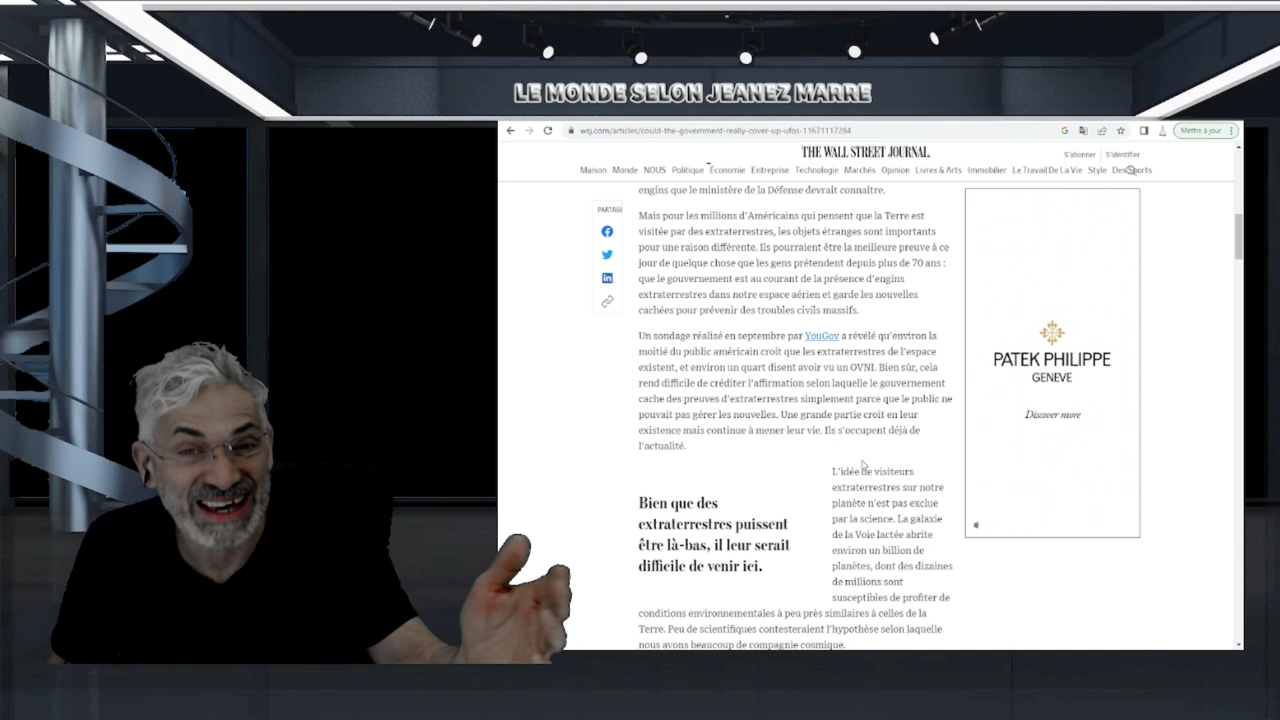 LE MONDE SELON JEANEZ MARRE
wsj.com/articles/could-the-government-really-cover-up-ufos-11671117284
Mettre à jour
THE WALL STREET JOURNAL.
S'abonner
S'identifier
Maison Monde NOUS Politique Économie Entreprise Technologie Marchés Opinion Livres & Arts Immobilier Le Travail De La Vie Style Des Sports
engins que le ministère de la Défense devrait connaître.
PARTAGE
Mais pour les millions d'Américains qui pensent que la Terre est
visitée par des extraterrestres, les objets étranges sont importants
pour une raison différente. Ils pourraient être la meilleure preuve à ce
jour de quelque chose que les gens prétendent depuis plus de 70 ans :
que le gouvernement est au courant de la présence d'engins
extraterrestres dans notre espace aérien et garde les nouvelles
cachées pour prévenir des troubles civils massifs.
Un sondage réalisé en septembre par YouGov a révélé qu'environ la
moitié du public américain croit que les extraterrestres de l'espace
existent, et environ un quart disent avoir vu un OVNI. Bien sûr, cela
rend difficile de créditer l'affirmation selon laquelle le gouvernement
cache des preuves d'extraterrestres simplement parce que le public ne
pouvait pas gérer les nouvelles. Une grande partie croit en leur
existence mais continue à mener leur vie. Ils s'occupent déjà de
l'actualité.
Bien que des
extraterrestres puissent
être là-bas, il leur serait
difficile de venir ici.
L'idée de visiteurs
extraterrestres sur notre
planète n'est pas exclue
par la science. La galaxie
de la Voie lactée abrite
environ un billion de
planètes, dont des dizaines
de millions sont
susceptibles de profiter de
conditions environnementales à peu près similaires à celles de la
Terre. Peu de scientifiques contesteraient l'hypothèse selon laquelle
nous avons beaucoup de compagnie cosmique.
PATEK PHILIPPE
GENEVE
Discover more